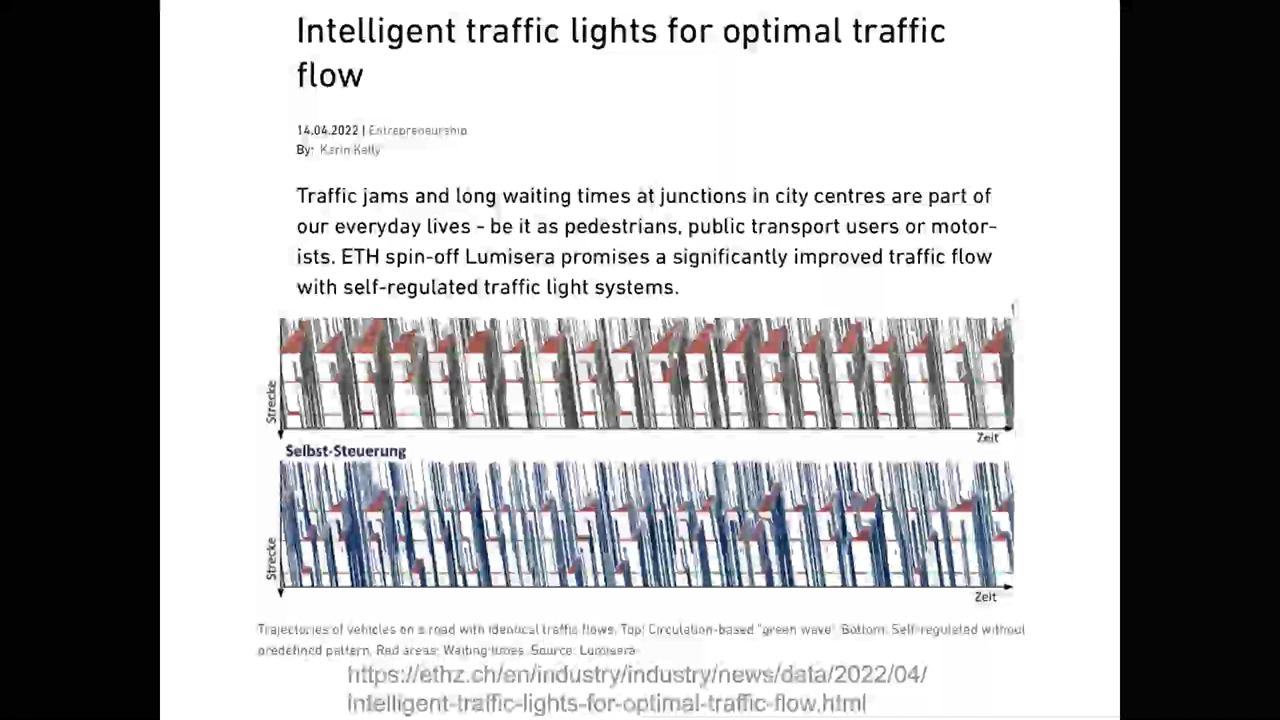 Intelligent traffic lights for optimal traffic
flow
14.04.2022 | Entrepreneurship
By: Karin Kelly
Traffic jams and long waiting times at junctions in city centres are part of
our everyday lives - be it as pedestrians, public transport users or motor-
ists. ETH spin-off Lumisera promises a significantly improved traffic flow
with self-regulated traffic light systems.
Strecke
Zeit
Selbst-Steuerung
Strecke
Zeit
Trajectories of vehicles on a road with identical traffic flows. Top: Circulation-based "green wave" Bottom: Self-regulated without
predefined pattern. Red areas: Waiting times. Source: Lumisera
https://ethz.ch/en/industry/industry/news/data/2022/04/
intelligent-traffic-lights-for-optimal-traffic-flow.html